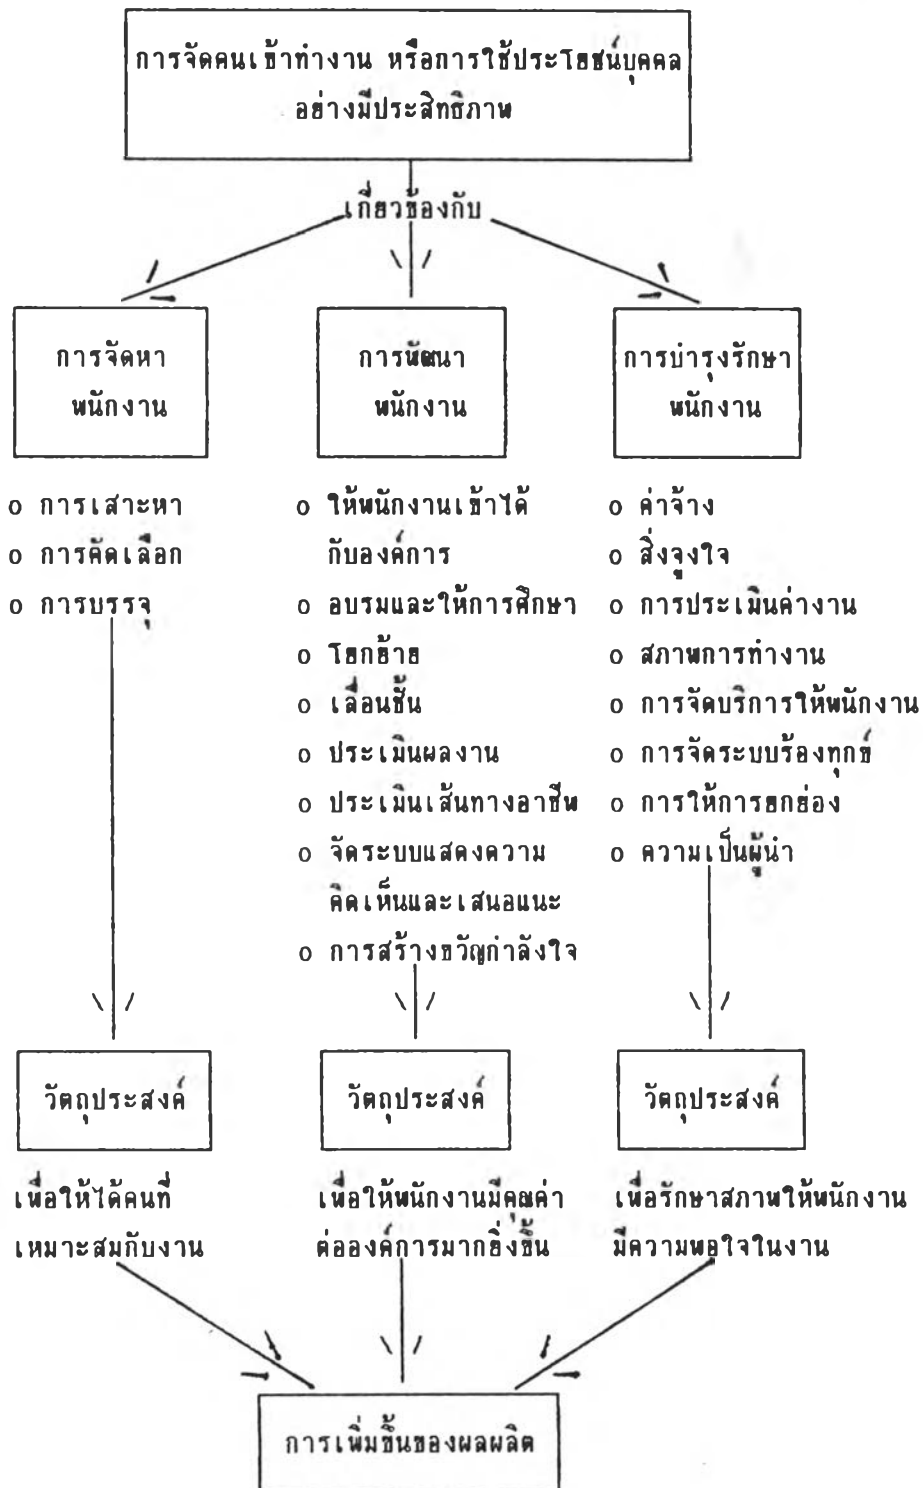 การจัดคนเข้าทำงาน หรือการใช้ประโยชน์บุคคล
อย่างมีประสิทธิภาพ
เกี่ยวข้องกับ
การจัดหา
พนักงาน
o การเสาะหา
o การคัดเลือก
o การบรรจุ
วัตถุประสงค์
เพื่อให้ได้คนที่
เหมาะสมกับงาน
การพัฒนา
พนักงาน
o ให้พนักงานเข้าได้
กับองค์การ
o อบรมและให้การศึกษา
o โยกย้าย
o เลื่อนชั้น
o ประเมินผลงาน
o ประเมินเส้นทางอาชีพ
o จัดระบบแสดงความ
คิดเห็นและเสนอแนะ
o การสร้างขวัญกำลังใจ
วัตถุประสงค์
เพื่อให้พนักงานมีคุณค่า
ต่อองค์การมากยิ่งขึ้น
การบำรุงรักษา
พนักงาน
o ค่าจ้าง
o สิ่งจูงใจ
o การประเมินค่างาน
o สภาพการทำงาน
o การจัดบริการให้พนักงาน
o การจัดระบบร้องทุกข์
o การให้การยกย่อง
o ความเป็นผู้นำ
วัตถุประสงค์
เพื่อรักษาสภาพให้พนักงาน
มีความพอใจในงาน
การเพิ่มขึ้นของผลผลิต